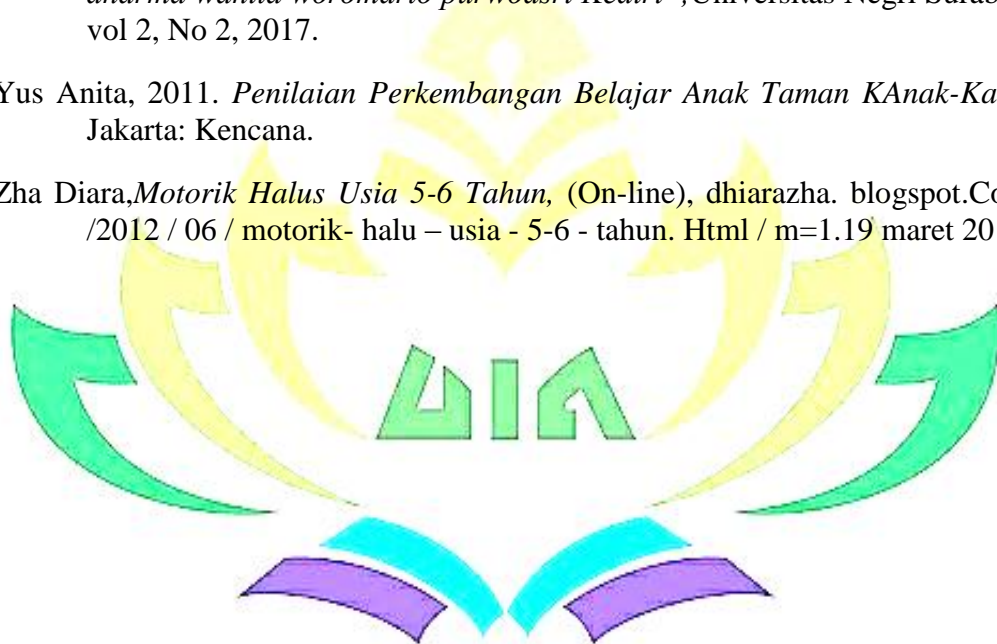 dharma wanita woromarto purwoasri Kediri" ,Universitas Negri Surab
vol 2, No 2, 2017.
Yus Anita, 2011. Penilaian Perkembangan Belajar Anak Taman KAnak-Ka
Jakarta: Kencana.
Zha Diara,Motorik Halus Usia 5-6 Tahun, (On-line), dhiarazha. blogspot.Co
/2012 / 06 / motorik- halu – usia - 5-6 - tahun. Html / m=1.19 maret 20
UIN